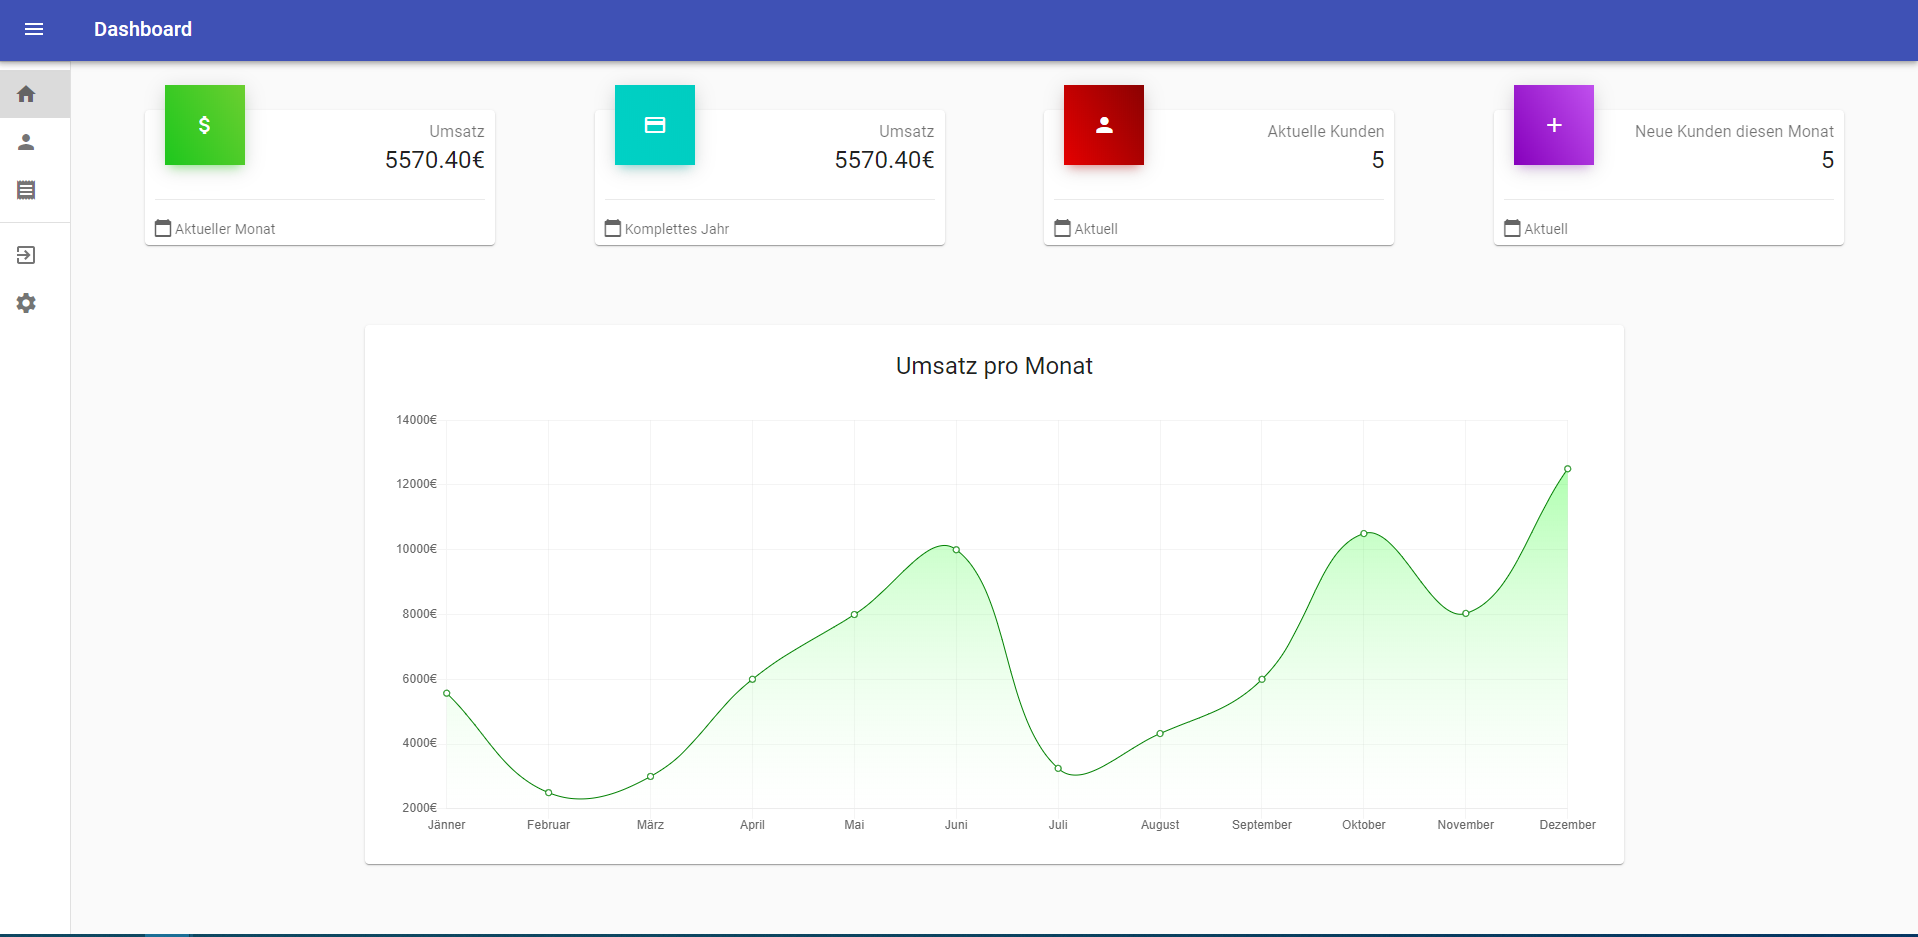 Dashboard
Umsatz
5570.40€
Aktueller Monat
Umsatz
5570.40€
Komplettes Jahr
Aktuelle Kunden
5
Aktuell
Neue Kunden diesen Monat
5
Aktuell
Umsatz pro Monat
14000€
12000€
10000€
8000€
6000€
4000€
2000€
Jänner Februar März April Mai Juni Juli August September Oktober November Dezember